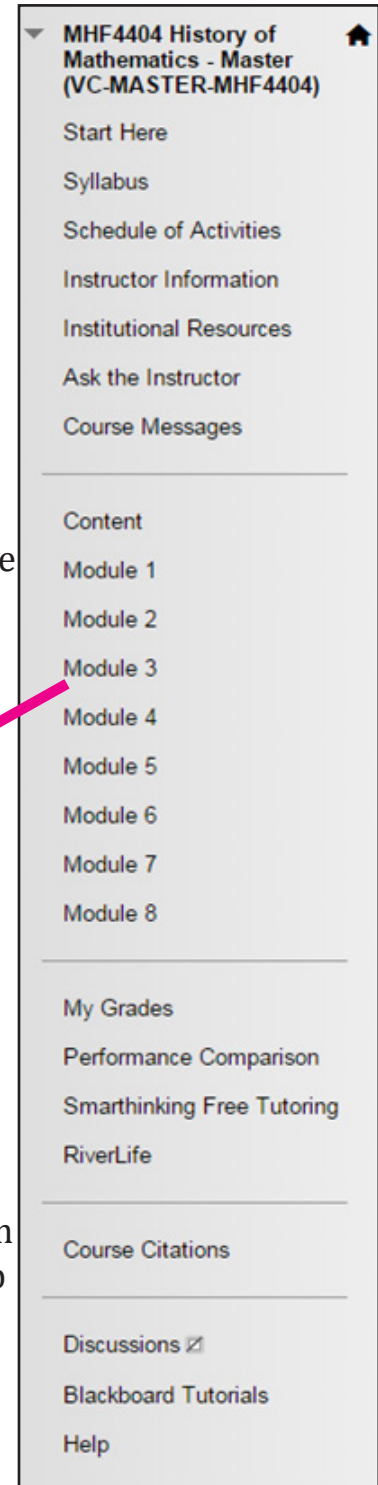 MHF4404 History of
Mathematics - Master
(VC-MASTER-MHF4404)
Start Here
Syllabus
Schedule of Activities
Instructor Information
Institutional Resources
Ask the Instructor
Course Messages
Content
Module 1
Module 2
Module 3
Module 4
Module 5
Module 6
Module 7
Module 8
My Grades
Performance Comparison
Smarthinking Free Tutoring
RiverLife
Course Citations
Discussions
Blackboard Tutorials
Help